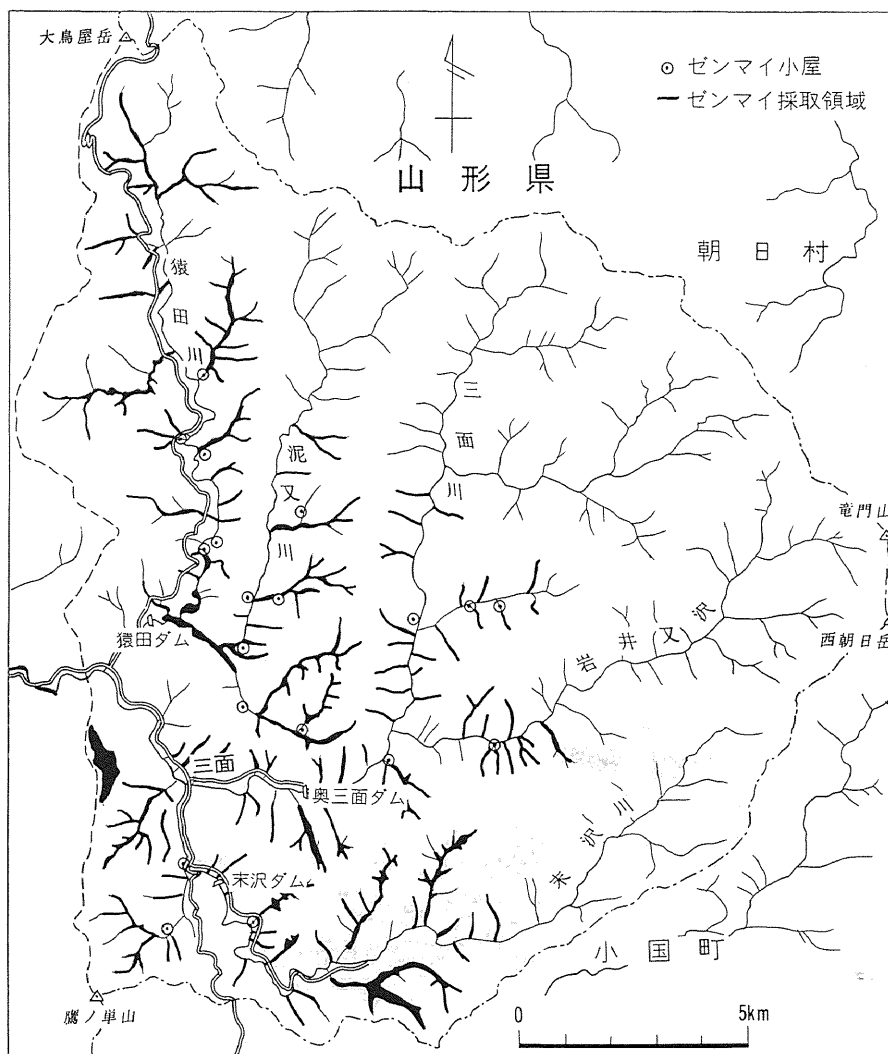 大鳥屋岳
ゼンマイ小屋
ゼンマイ採取領域
山形県
朝日村
猿田川
泥又川
三面川
竜門山
岩井又沢
西朝日岳
猿田ダム
三面
奥三面ダム
末沢川
末沢ダム
小国町
鷹ノ単山
0 5km